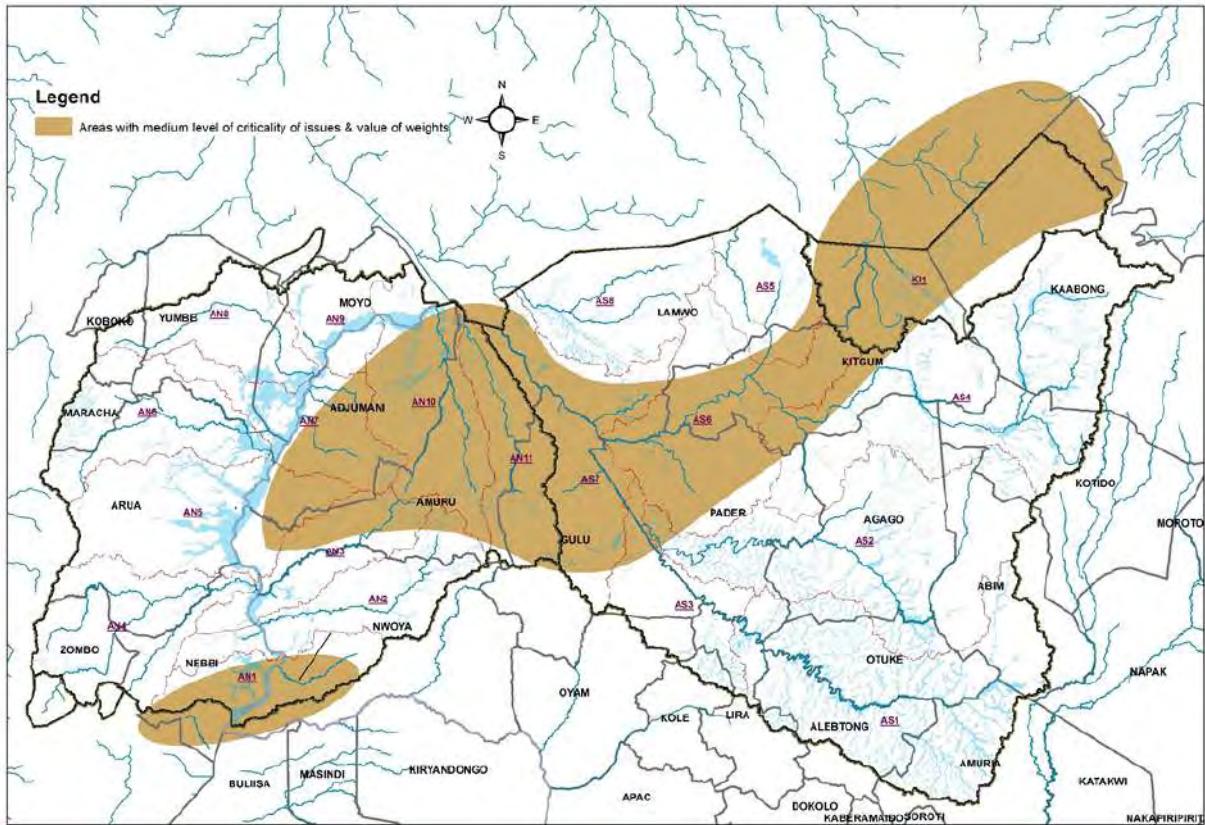 Legend
Areas with medium level of criticality of issues & value of weights
N
W
E
S
KI1
MOYO
AS8
AS5
KAABONG
KOBOKO
YUMBE
AN8
AN9
LAMWO
KITGUM
MARACHA
AN6
ADJUMANI
AN10
AN7
AS6
AS4
AN11
AS7
KOTIDO
ARUA
AN5
AMURU
PADER
AGAGO
MOROTO
GULU
AS2
AN3
ABIM
AN2
AS3
AN4
NWOYA
ZOMBO
NEBBI
OTUKE
AN1
NAPAK
OYAM
KOLE
LIRA
ALEBTONG
AS1
AMURIA
KIRYANDONGO
BULIISA
MASINDI
KATAKWI
APAC
DOKOLO
KABERAMAIDO
SOROTI
NAKAPIRIPIRIT